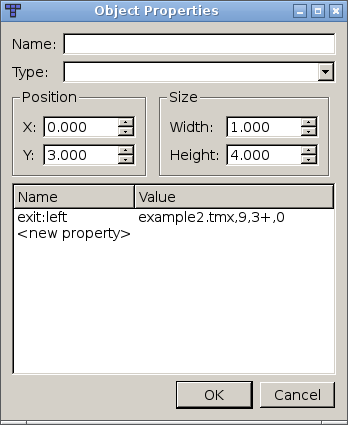 Object Properties
Name:
Type:
Position
Size
X: 0.000
Width: 1.000
Y: 3.000
Height: 4.000
Name Value
exit:left example2.tmx,9,3+,0
<new property>
OK Cancel